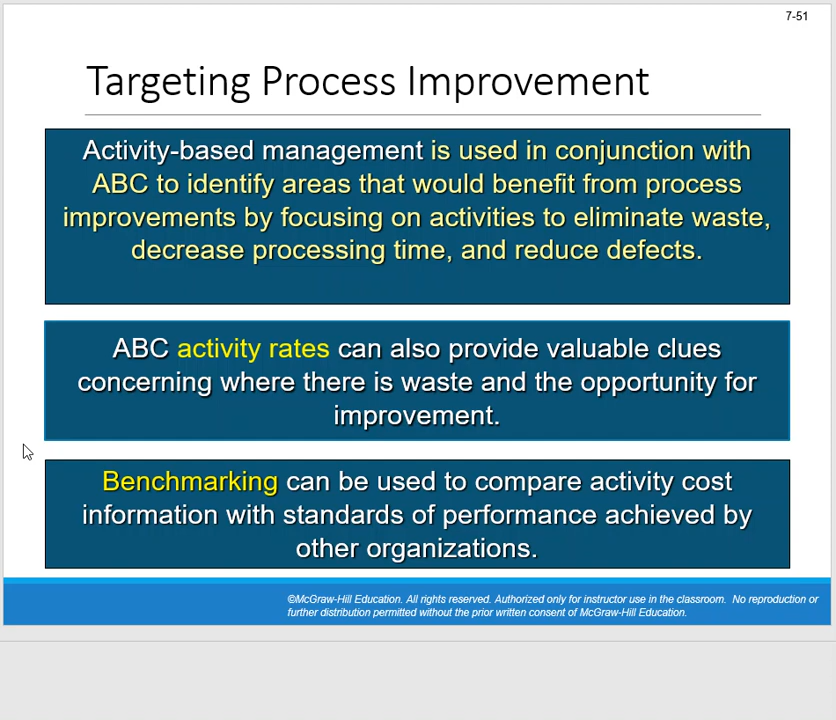 7-51
Targeting Process Improvement
Activity-based management is used in conjunction with
ABC to identify areas that would benefit from process
improvements by focusing on activities to eliminate waste,
decrease processing time, and reduce defects.
ABC activity rates can also provide valuable clues
concerning where there is waste and the opportunity for
improvement.
Benchmarking can be used to compare activity cost
information with standards of performance achieved by
other organizations.
©McGraw-Hill Education. All rights reserved. Authorized only for instructor use in the classroom.  No reproduction or
further distribution permitted without the prior written consent of McGraw-Hill Education.